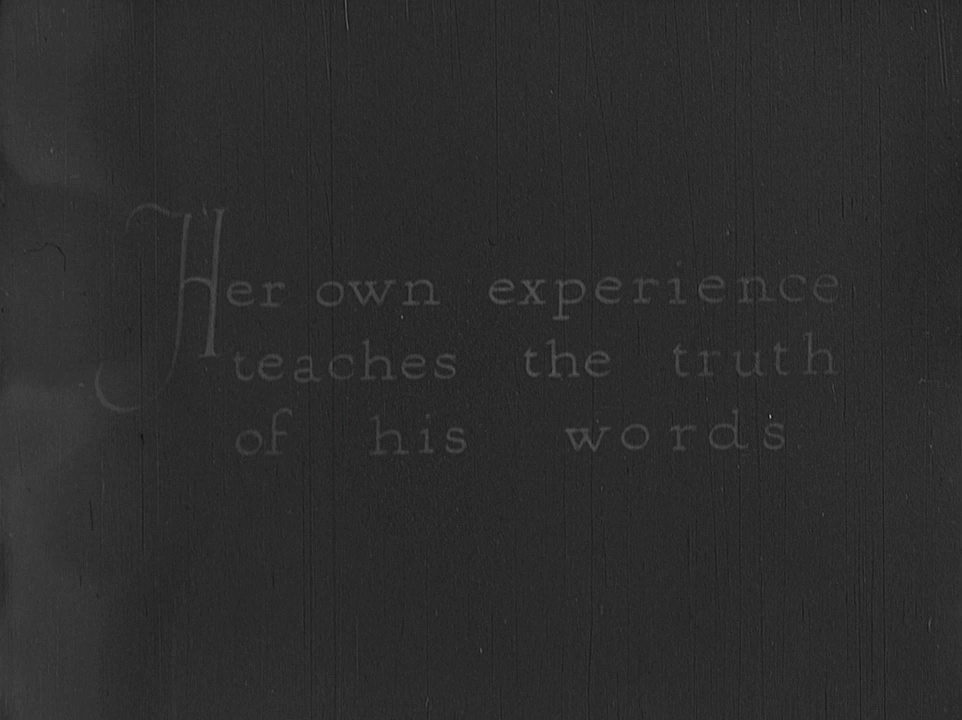 Her own experience
teaches the truth
of his words